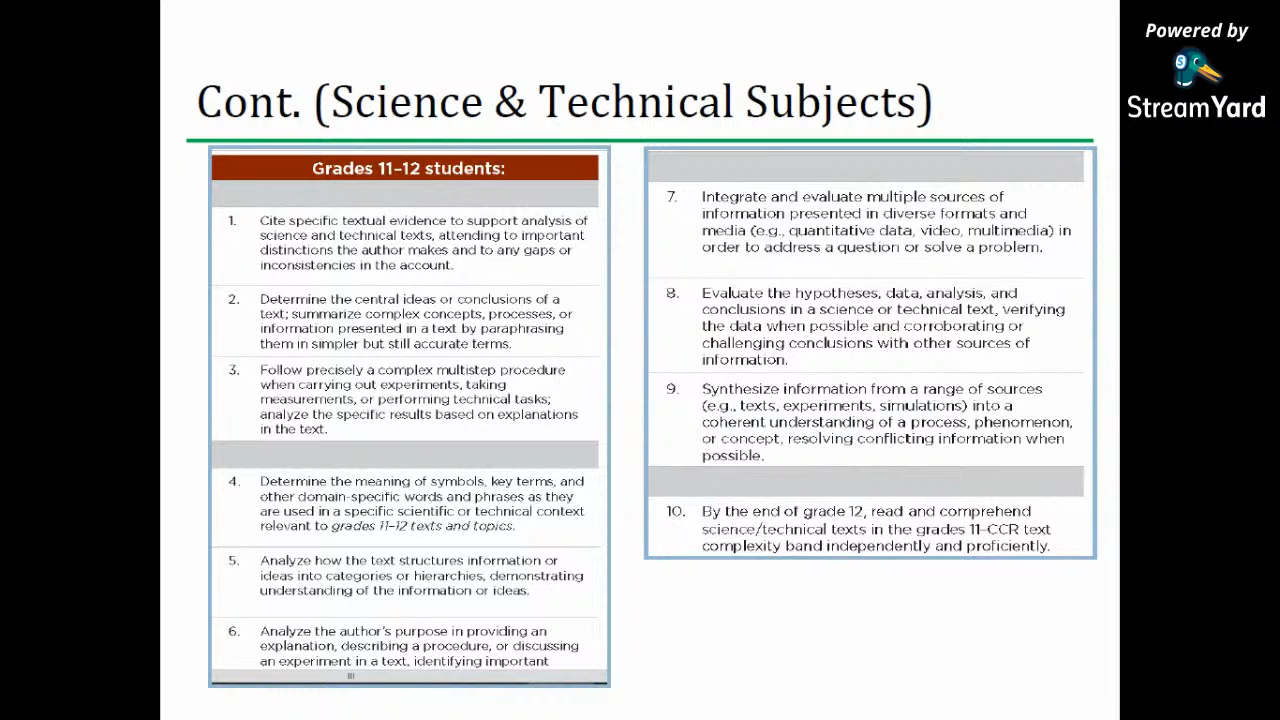 Powered by
StreamYard
Cont. (Science & Technical Subjects)
Grades 11–12 students:
1. Cite specific textual evidence to support analysis of
science and technical texts, attending to important
distinctions the author makes and to any gaps or
inconsistencies in the account.
2. Determine the central ideas or conclusions of a
text; summarize complex concepts, processes, or
information presented in a text by paraphrasing
them in simpler but still accurate terms.
3. Follow precisely a complex multistep procedure
when carrying out experiments, taking
measurements, or performing technical tasks;
analyze the specific results based on explanations
in the text.
4. Determine the meaning of symbols, key terms, and
other domain-specific words and phrases as they
are used in a specific scientific or technical context
relevant to grades 11–12 texts and topics.
5. Analyze how the text structures information or
ideas into categories or hierarchies, demonstrating
understanding of the information or ideas.
6. Analyze the author's purpose in providing an
explanation, describing a procedure, or discussing
an experiment in a text, identifying important
7. Integrate and evaluate multiple sources of
information presented in diverse formats and
media (e.g., quantitative data, video, multimedia) in
order to address a question or solve a problem.
8. Evaluate the hypotheses, data, analysis, and
conclusions in a science or technical text, verifying
the data when possible and corroborating or
challenging conclusions with other sources of
information.
9. Synthesize information from a range of sources
(e.g., texts, experiments, simulations) into a
coherent understanding of a process, phenomenon,
or concept, resolving conflicting information when
possible.
10. By the end of grade 12, read and comprehend
science/technical texts in the grades 11–CCR text
complexity band independently and proficiently.